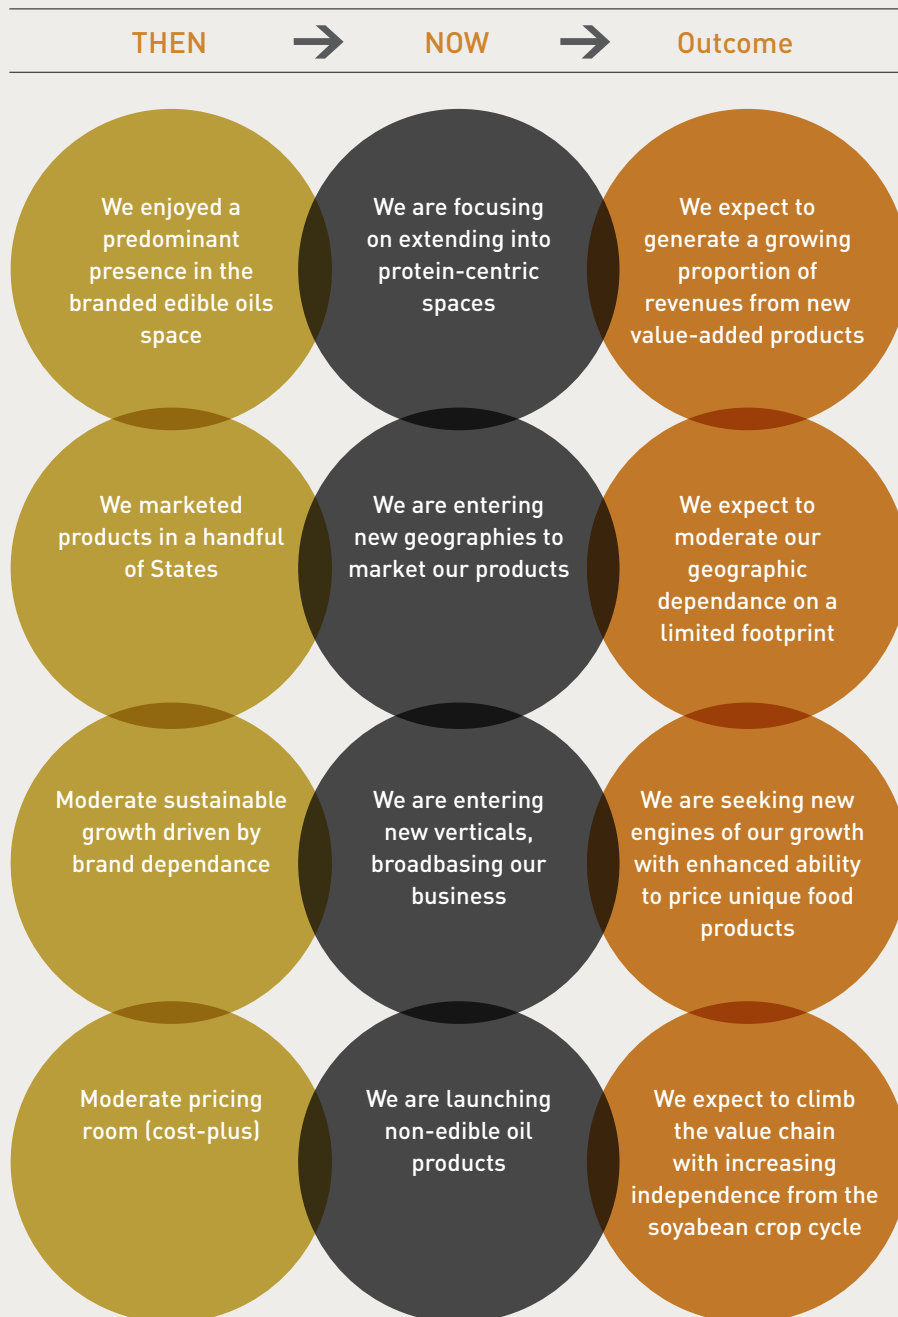 THEN → NOW → Outcome
We enjoyed a
predominant
presence in the
branded edible oils
space
We are focusing
on extending into
protein-centric
spaces
We expect to
generate a growing
proportion of
revenues from new
value-added products
We marketed
products in a handful
of States
We are entering
new geographies to
market our products
We expect to
moderate our
geographic
dependance on a
limited footprint
Moderate sustainable
growth driven by
brand dependance
We are entering
new verticals,
broadbasing our
business
We are seeking new
engines of our growth
with enhanced ability
to price unique food
products
Moderate pricing
room (cost-plus)
We are launching
non-edible oil
products
We expect to climb
the value chain
with increasing
independence from the
soyabean crop cycle